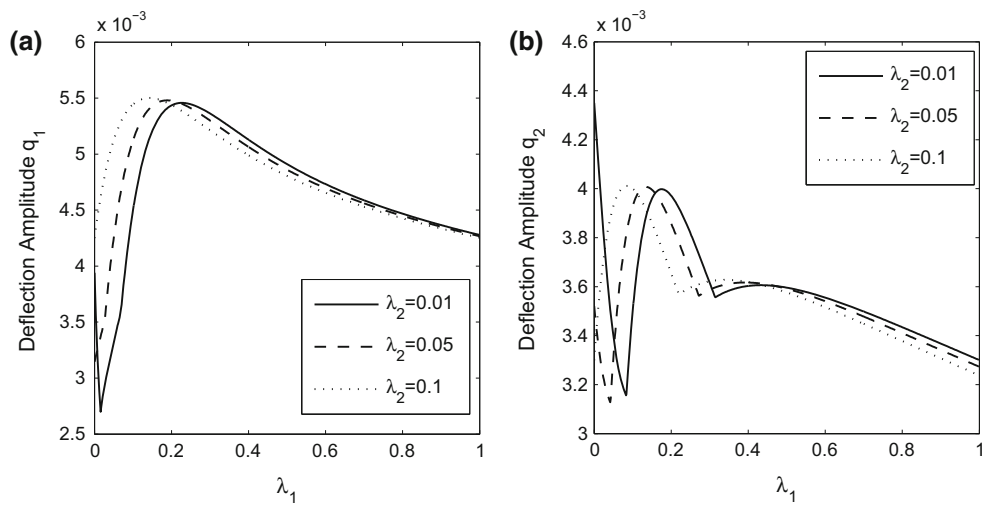 (a)
x 10⁻³
6
5.5
5
4.5
4
3.5
3
2.5
0 0.2 0.4 0.6 0.8 1
Deflection Amplitude q₁
λ₁
λ₂=0.01
λ₂=0.05
λ₂=0.1
(b)
x 10⁻³
4.6
4.4
4.2
4
3.8
3.6
3.4
3.2
3
0 0.2 0.4 0.6 0.8 1
Deflection Amplitude q₂
λ₁
λ₂=0.01
λ₂=0.05
λ₂=0.1